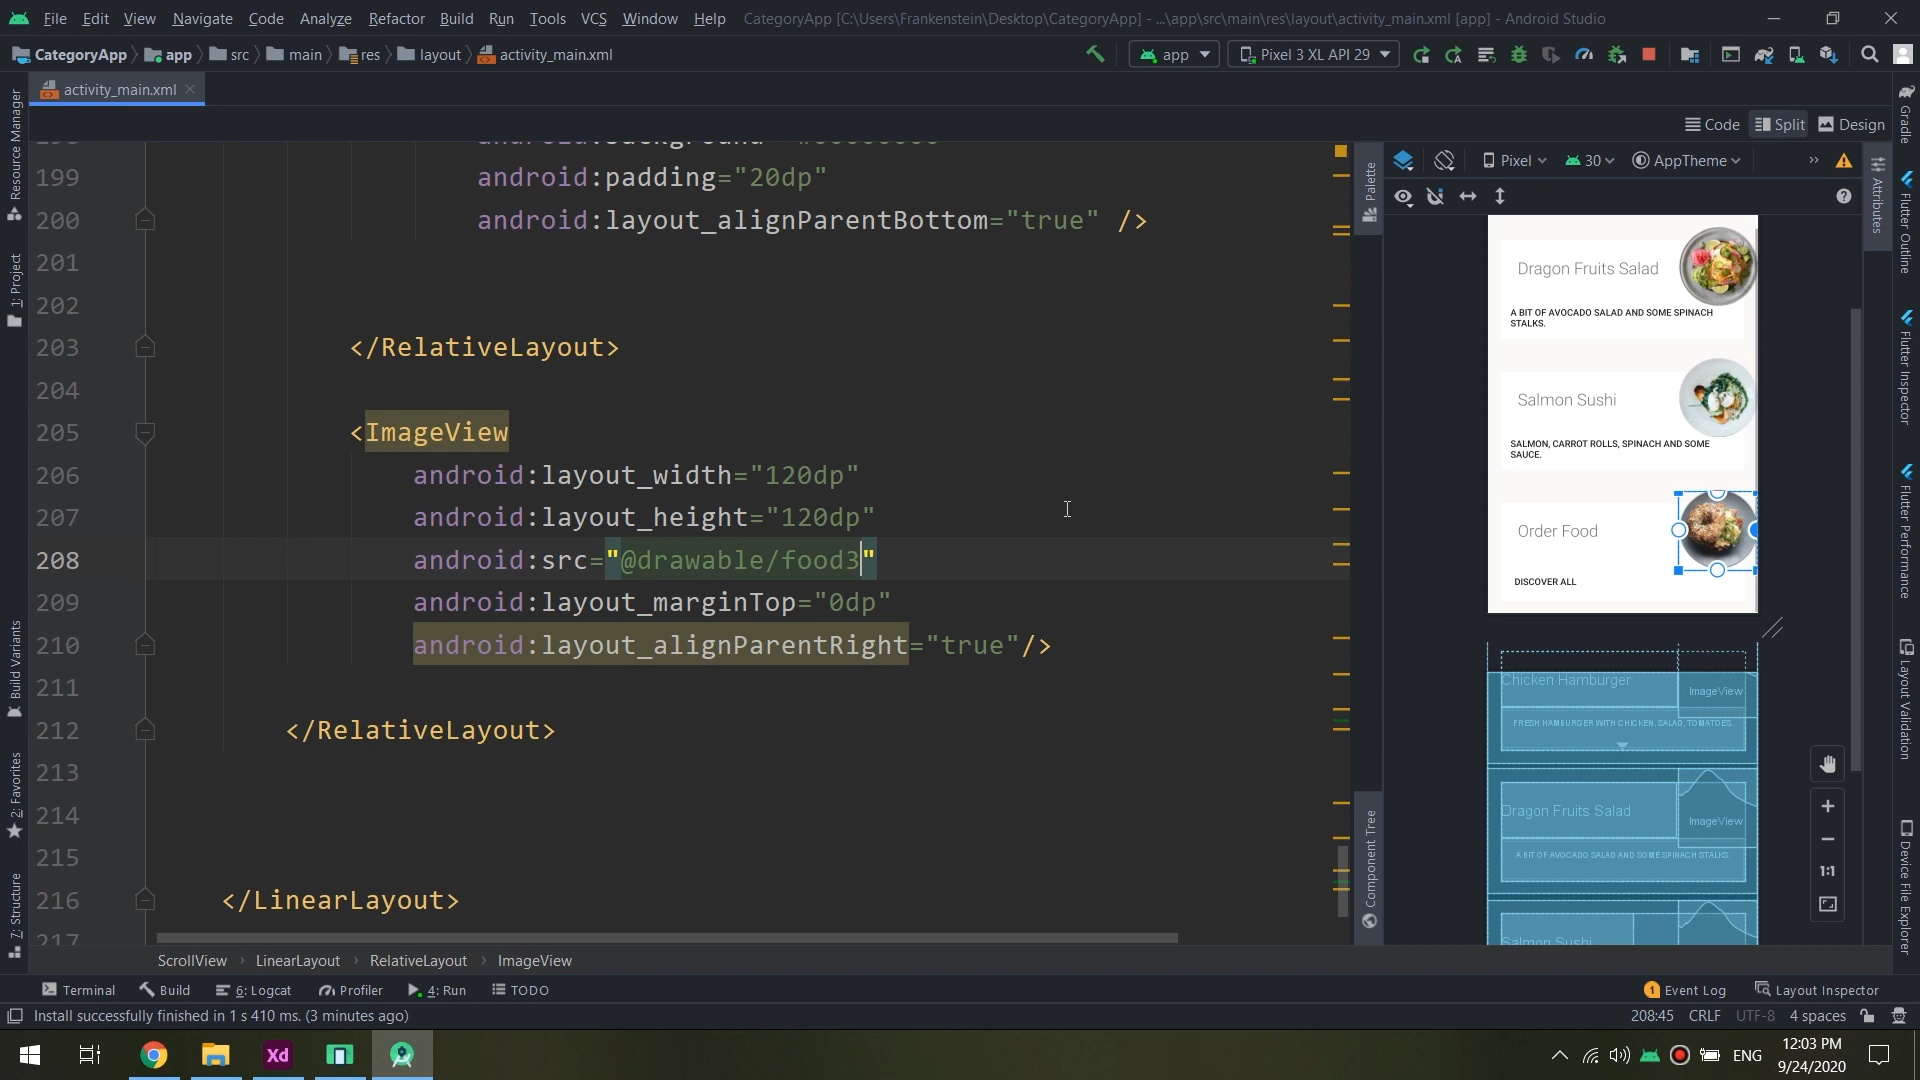 File Edit View Navigate Code Analyze Refactor Build Run Tools VCS Window Help CategoryApp [C:\Users\Frankenstein\Desktop\CategoryApp] - ...\app\src\main\res\layout\activity_main.xml [app] - Android Studio
CategoryApp app src main res layout activity_main.xml app Pixel 3 XL API 29
activity_main.xml
Code Split Design
Pixel 30 AppTheme
199 android:padding="20dp"
200 android:layout_alignParentBottom="true" />
201
202
203 </RelativeLayout>
204
205 <ImageView
206 android:layout_width="120dp"
207 android:layout_height="120dp"
208 android:src="@drawable/food3"
209 android:layout_marginTop="0dp"
210 android:layout_alignParentRight="true"/>
211
212 </RelativeLayout>
213
214
215
216 </LinearLayout>
217
ScrollView LinearLayout RelativeLayout ImageView
Terminal Build 6: Logcat Profiler 4: Run TODO
Event Log Layout Inspector
Install successfully finished in 1 s 410 ms. (3 minutes ago)
208:45 CRLF UTF-8 4 spaces
Resource Manager
1: Project
Build Variants
2: Favorites
7: Structure
Palette
Component Tree
Dragon Fruits Salad
A BIT OF AVOCADO SALAD AND SOME SPINACH
STALKS.
Salmon Sushi
SALMON, CARROT ROLLS, SPINACH AND SOME
SAUCE.
Order Food
DISCOVER ALL
Chicken Hamburger
ImageView
FRESH HAMBURGER WITH CHICKEN, SALAD, TOMATOES.
Dragon Fruits Salad
ImageView
A BIT OF AVOCADO SALAD AND SOME SPINACH STALKS.
Salmon Sushi
1:1
Attributes
Gradle
Flutter Outline
Flutter Inspector
Flutter Performance
Layout Validation
Device File Explorer
Xd
ENG
12:03 PM
9/24/2020